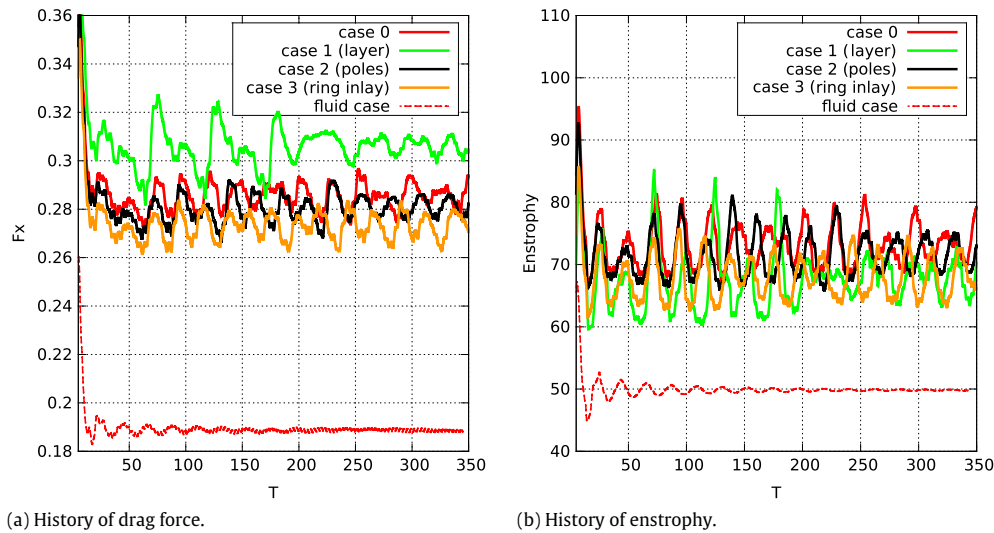 0.36
0.34
0.32
0.3
0.28
0.26
0.24
0.22
0.2
0.18
Fx
50 100 150 200 250 300 350
T
case 0
case 1 (layer)
case 2 (poles)
case 3 (ring inlay)
fluid case
(a) History of drag force.
110
100
90
80
70
60
50
40
Enstrophy
50 100 150 200 250 300 350
T
case 0
case 1 (layer)
case 2 (poles)
case 3 (ring inlay)
fluid case
(b) History of enstrophy.